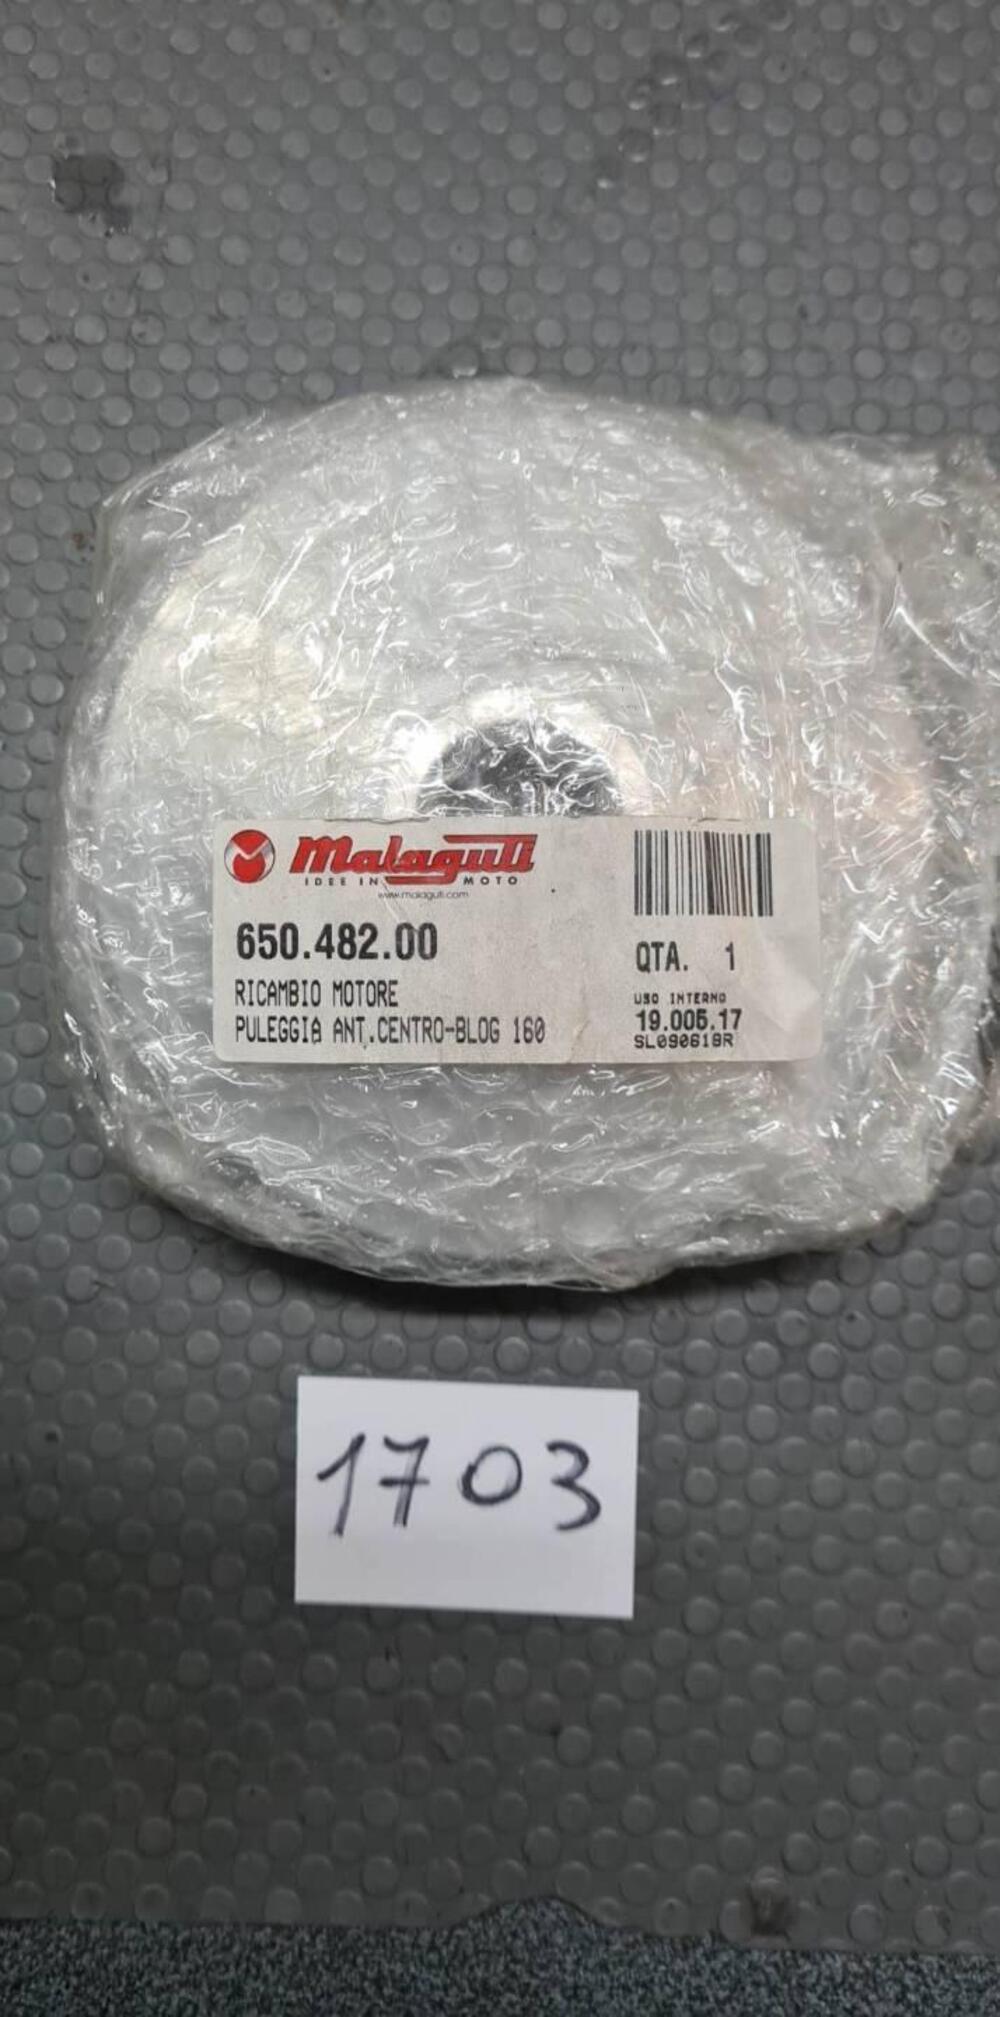 Malaguti
IDEE IN MOTO
www.malaguti.com
650.482.00
QTA. 1
RICAMBIO MOTORE
USO INTERNO
PULEGGIA ANT.CENTRO-BLOG 160
19.005.17
SL090618R
1703